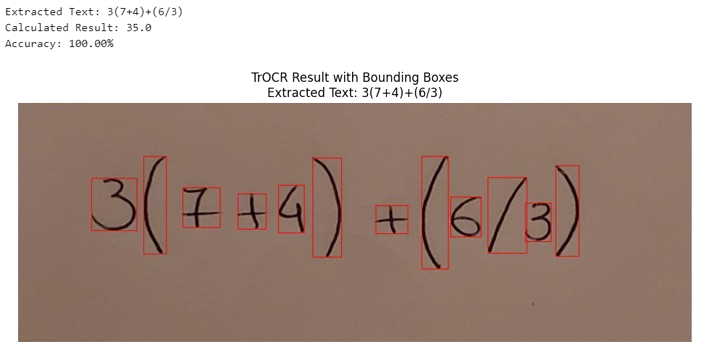 Extracted Text: 3(7+4)+(6/3)
Calculated Result: 35.0
Accuracy: 100.00%
TrOCR Result with Bounding Boxes
Extracted Text: 3(7+4)+(6/3)
3(7+4)+(6/3)